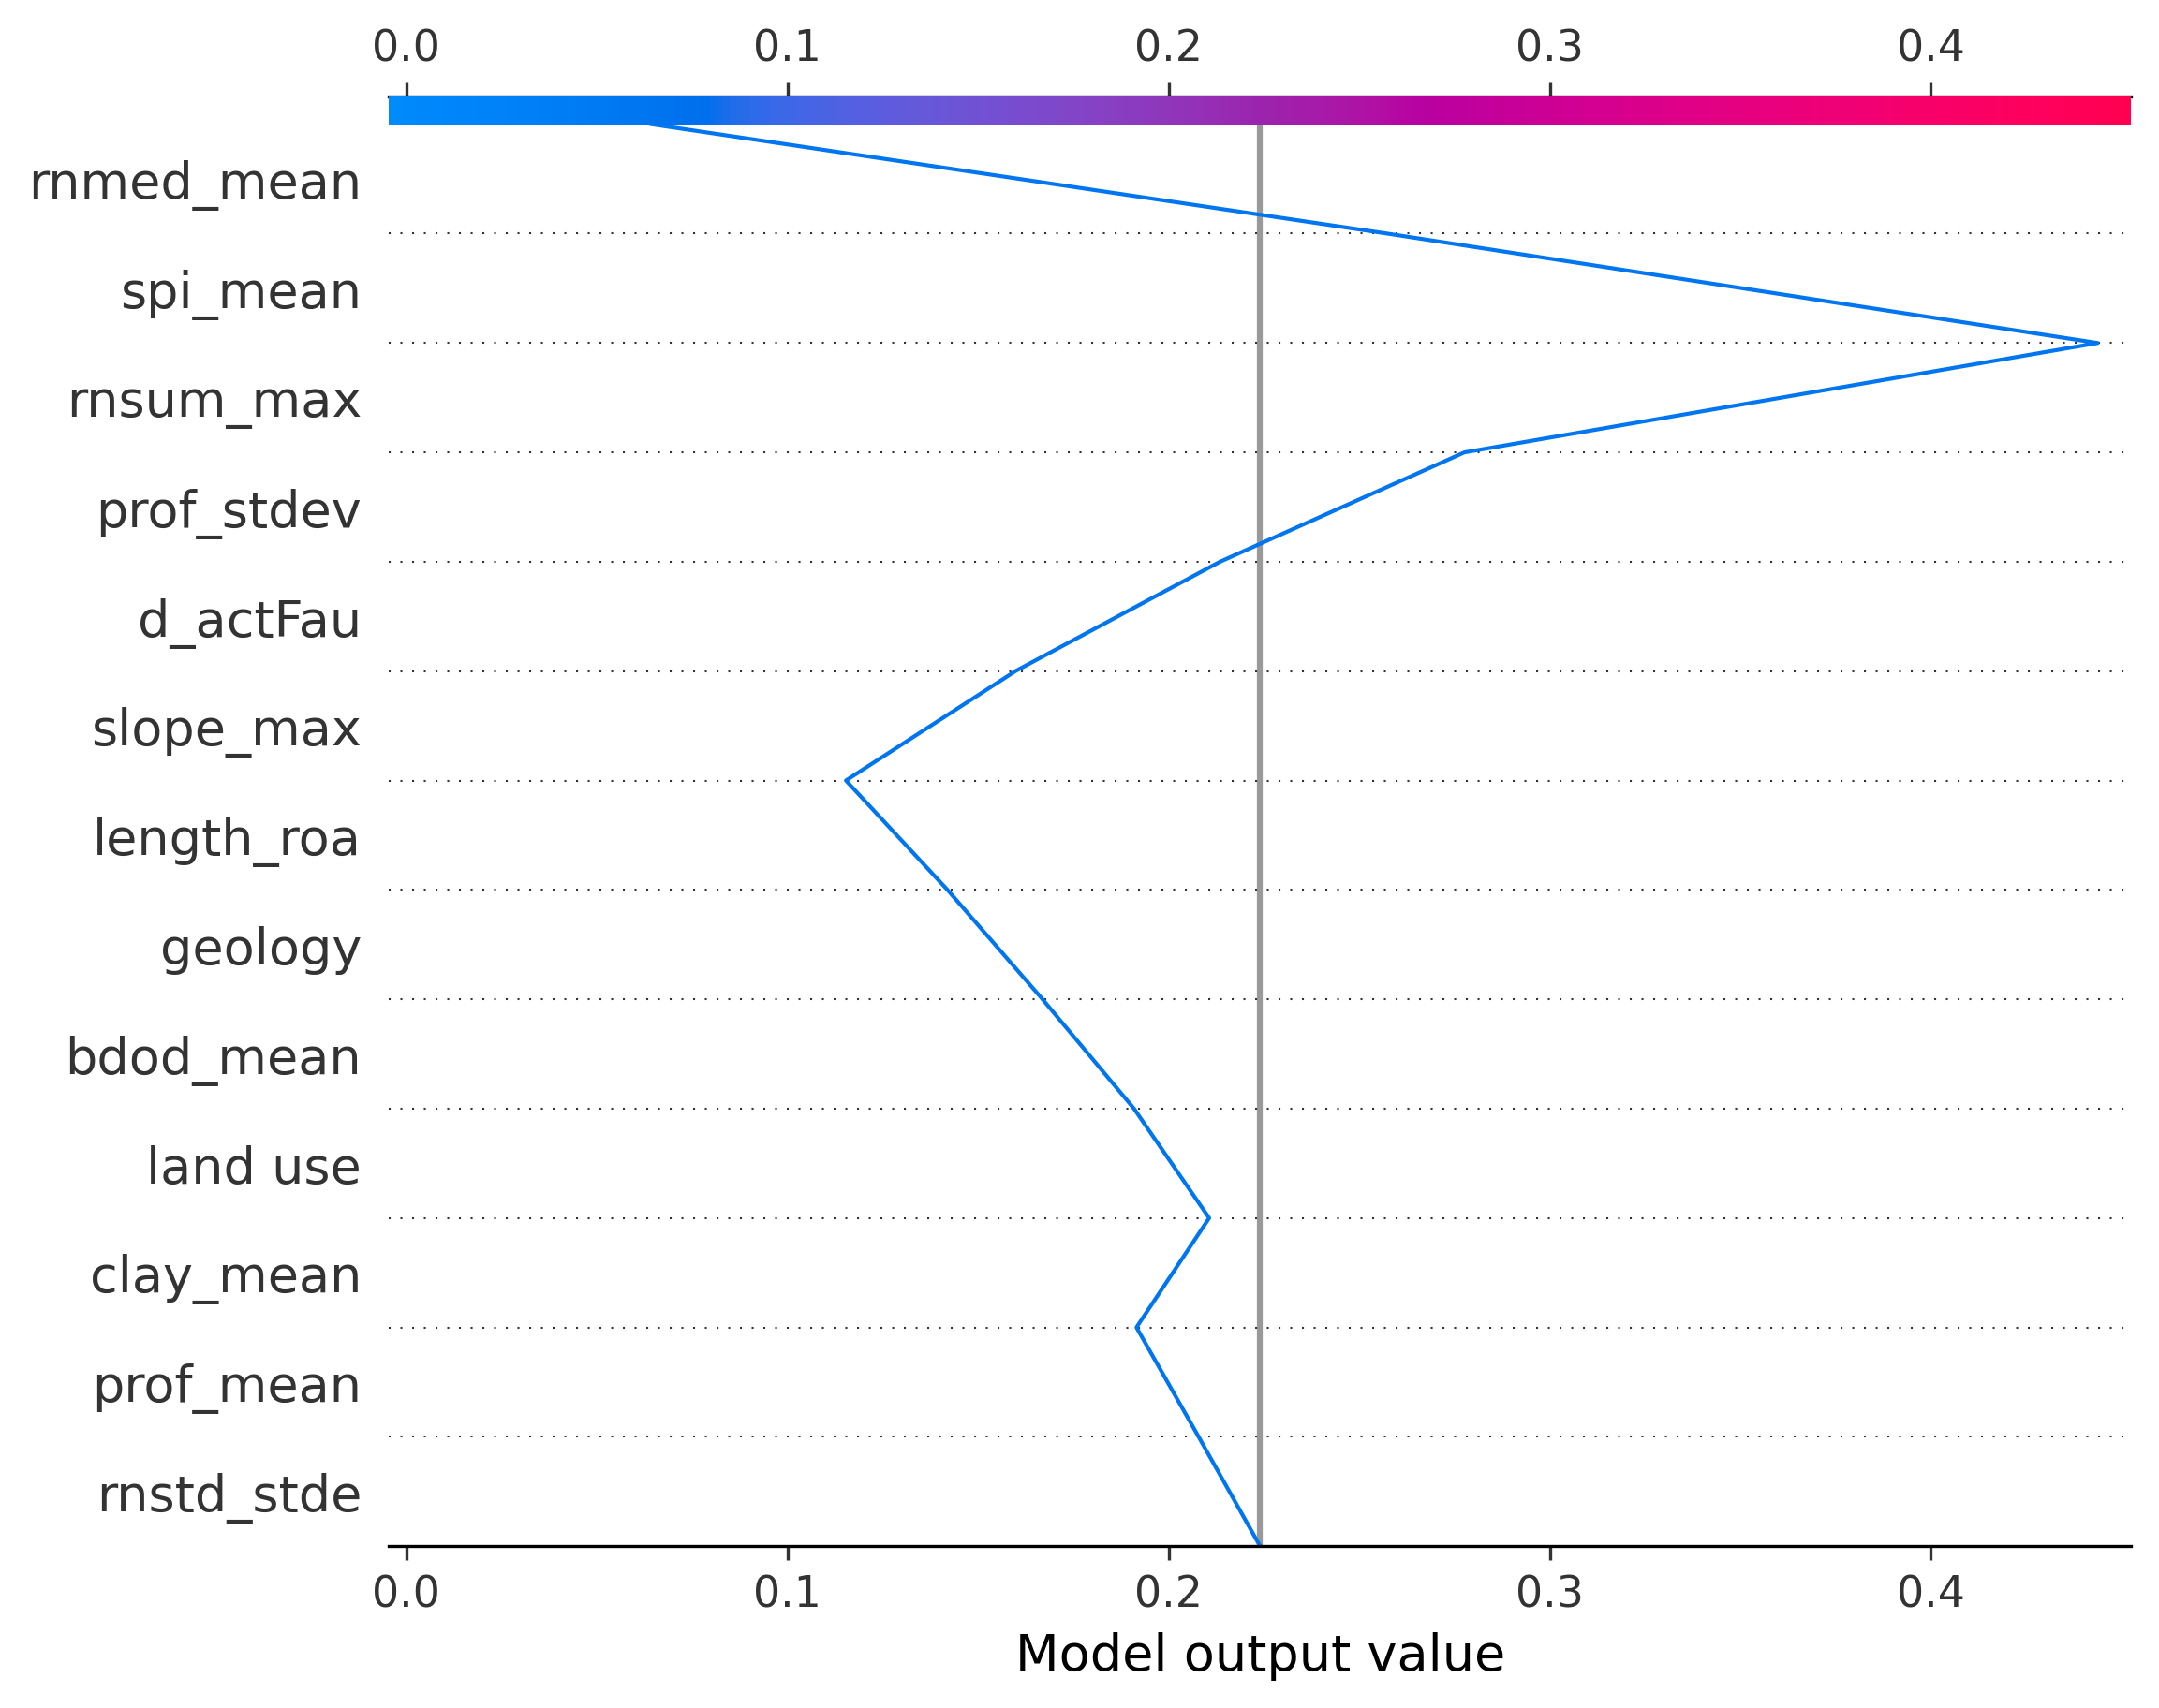 0.0 0.1 0.2 0.3 0.4
rnmed_mean
spi_mean
rnsum_max
prof_stdev
d_actFau
slope_max
length_roa
geology
bdod_mean
land use
clay_mean
prof_mean
rnstd_stde
0.0 0.1 0.2 0.3 0.4
Model output value